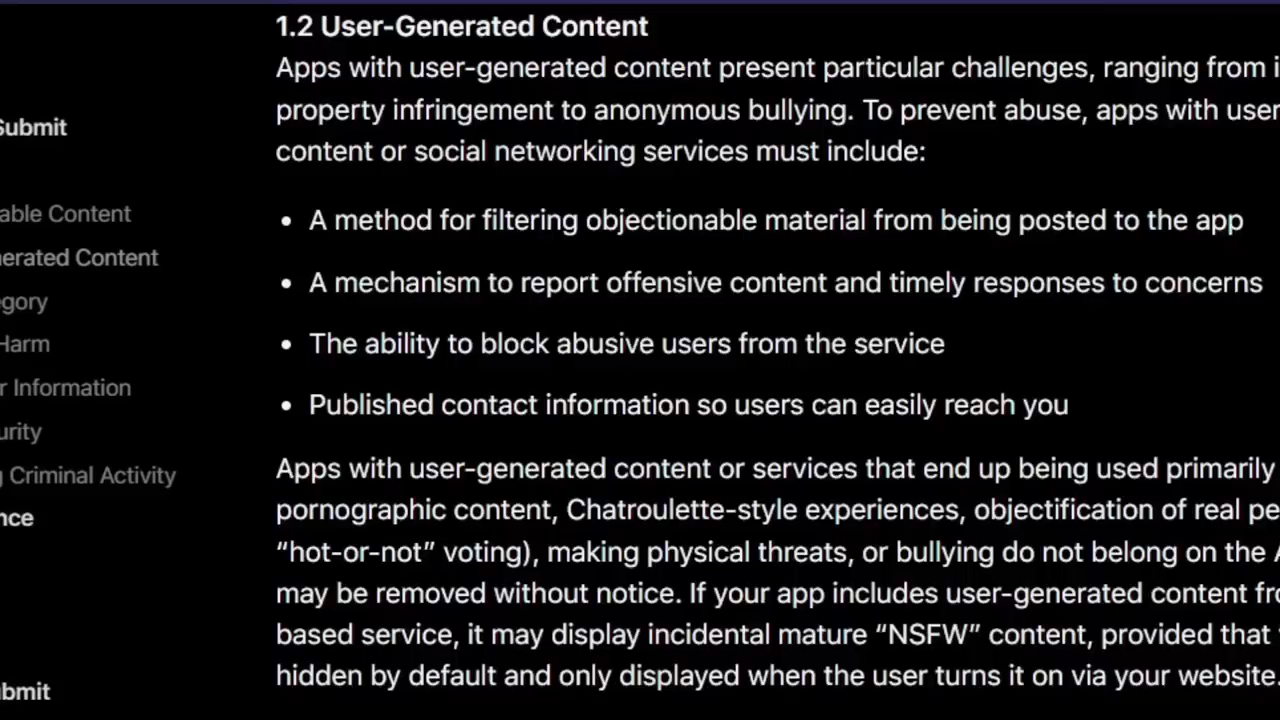 1.2 User-Generated Content
Apps with user-generated content present particular challenges, ranging from
property infringement to anonymous bullying. To prevent abuse, apps with user
content or social networking services must include:
• A method for filtering objectionable material from being posted to the app
• A mechanism to report offensive content and timely responses to concerns
• The ability to block abusive users from the service
• Published contact information so users can easily reach you
Apps with user-generated content or services that end up being used primarily
pornographic content, Chatroulette-style experiences, objectification of real
“hot-or-not” voting), making physical threats, or bullying do not belong on the
may be removed without notice. If your app includes user-generated content
based service, it may display incidental mature “NSFW” content, provided that
hidden by default and only displayed when the user turns it on via your website.
Submit
able Content
erated Content
egory
Harm
r Information
urity
g Criminal Activity
nce
bmit